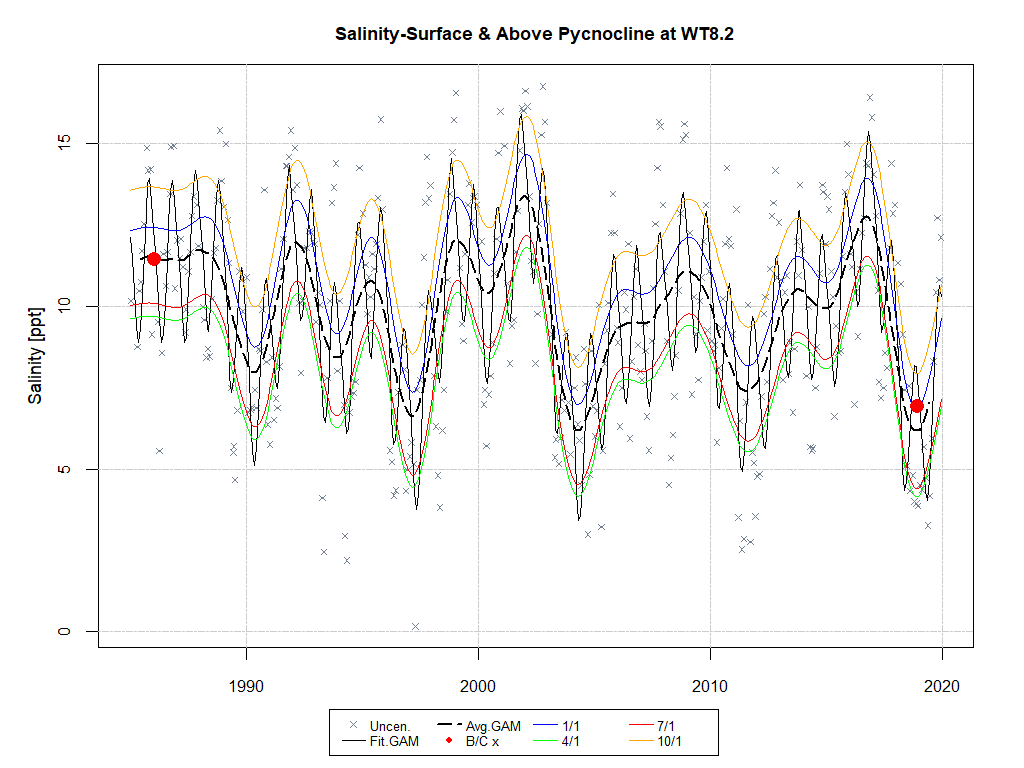 Salinity-Surface & Above Pycnocline at WT8.2
Salinity [ppt]
15
10
5
0
1990 2000 2010 2020
Uncen. Avg.GAM 1/1 7/1
Fit.GAM B/C x 4/1 10/1